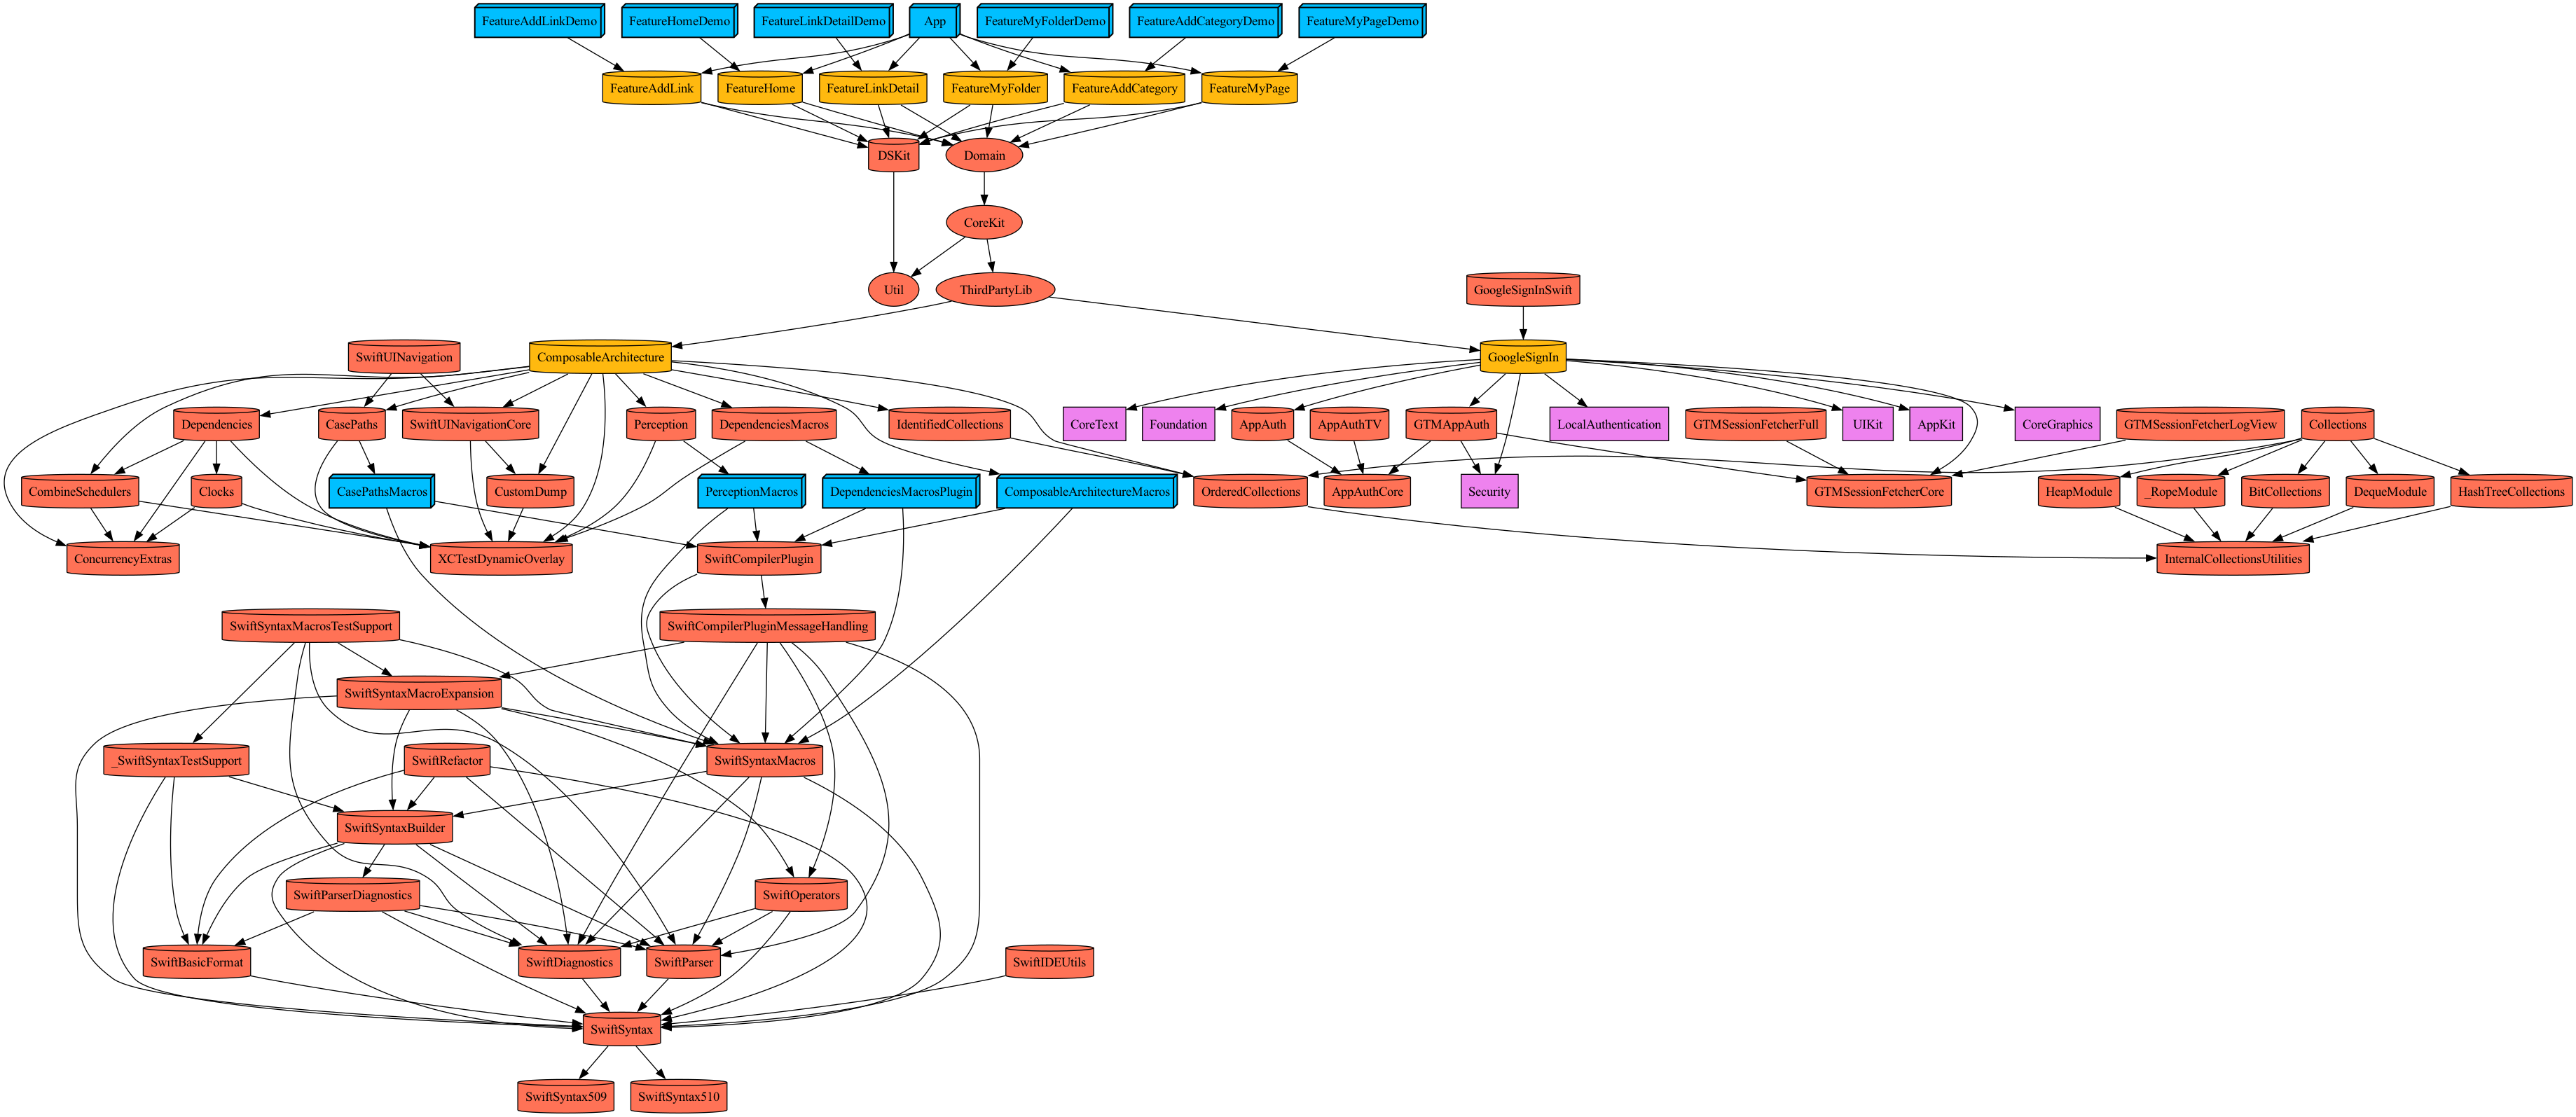 FeatureAddLinkDemo
FeatureHomeDemo
FeatureLinkDetailDemo
App
FeatureMyFolderDemo
FeatureAddCategoryDemo
FeatureMyPageDemo
FeatureAddLink
FeatureHome
FeatureLinkDetail
FeatureMyFolder
FeatureAddCategory
FeatureMyPage
DSKit
Domain
CoreKit
Util
ThirdPartyLib
GoogleSignInSwift
SwiftUINavigation
ComposableArchitecture
GoogleSignIn
Dependencies
CasePaths
SwiftUINavigationCore
Perception
DependenciesMacros
IdentifiedCollections
CoreText
Foundation
AppAuth
AppAuthTV
GTMAppAuth
LocalAuthentication
GTMSessionFetcherFull
UIKit
AppKit
CoreGraphics
GTMSessionFetcherLogView
Collections
CombineSchedulers
Clocks
CasePathsMacros
CustomDump
PerceptionMacros
DependenciesMacrosPlugin
ComposableArchitectureMacros
OrderedCollections
AppAuthCore
Security
GTMSessionFetcherCore
HeapModule
_RopeModule
BitCollections
DequeModule
HashTreeCollections
ConcurrencyExtras
XCTestDynamicOverlay
SwiftCompilerPlugin
InternalCollectionsUtilities
SwiftSyntaxMacrosTestSupport
SwiftCompilerPluginMessageHandling
SwiftSyntaxMacroExpansion
_SwiftSyntaxTestSupport
SwiftRefactor
SwiftSyntaxMacros
SwiftSyntaxBuilder
SwiftParserDiagnostics
SwiftOperators
SwiftBasicFormat
SwiftDiagnostics
SwiftParser
SwiftIDEUtils
SwiftSyntax
SwiftSyntax509
SwiftSyntax510